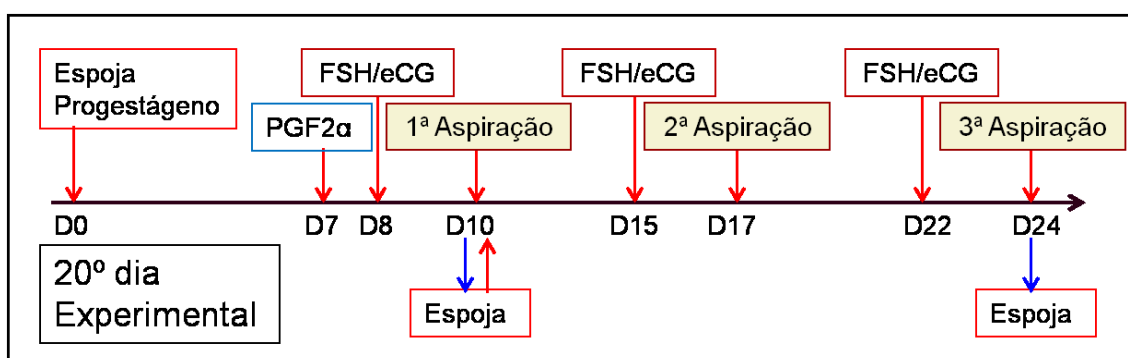 Espoja
Progestágeno
FSH/eCG
FSH/eCG
FSH/eCG
PGF2α
1ª Aspiração
2ª Aspiração
3ª Aspiração
D0
D7
D8
D10
D15
D17
D22
D24
20º dia
Experimental
Espoja
Espoja